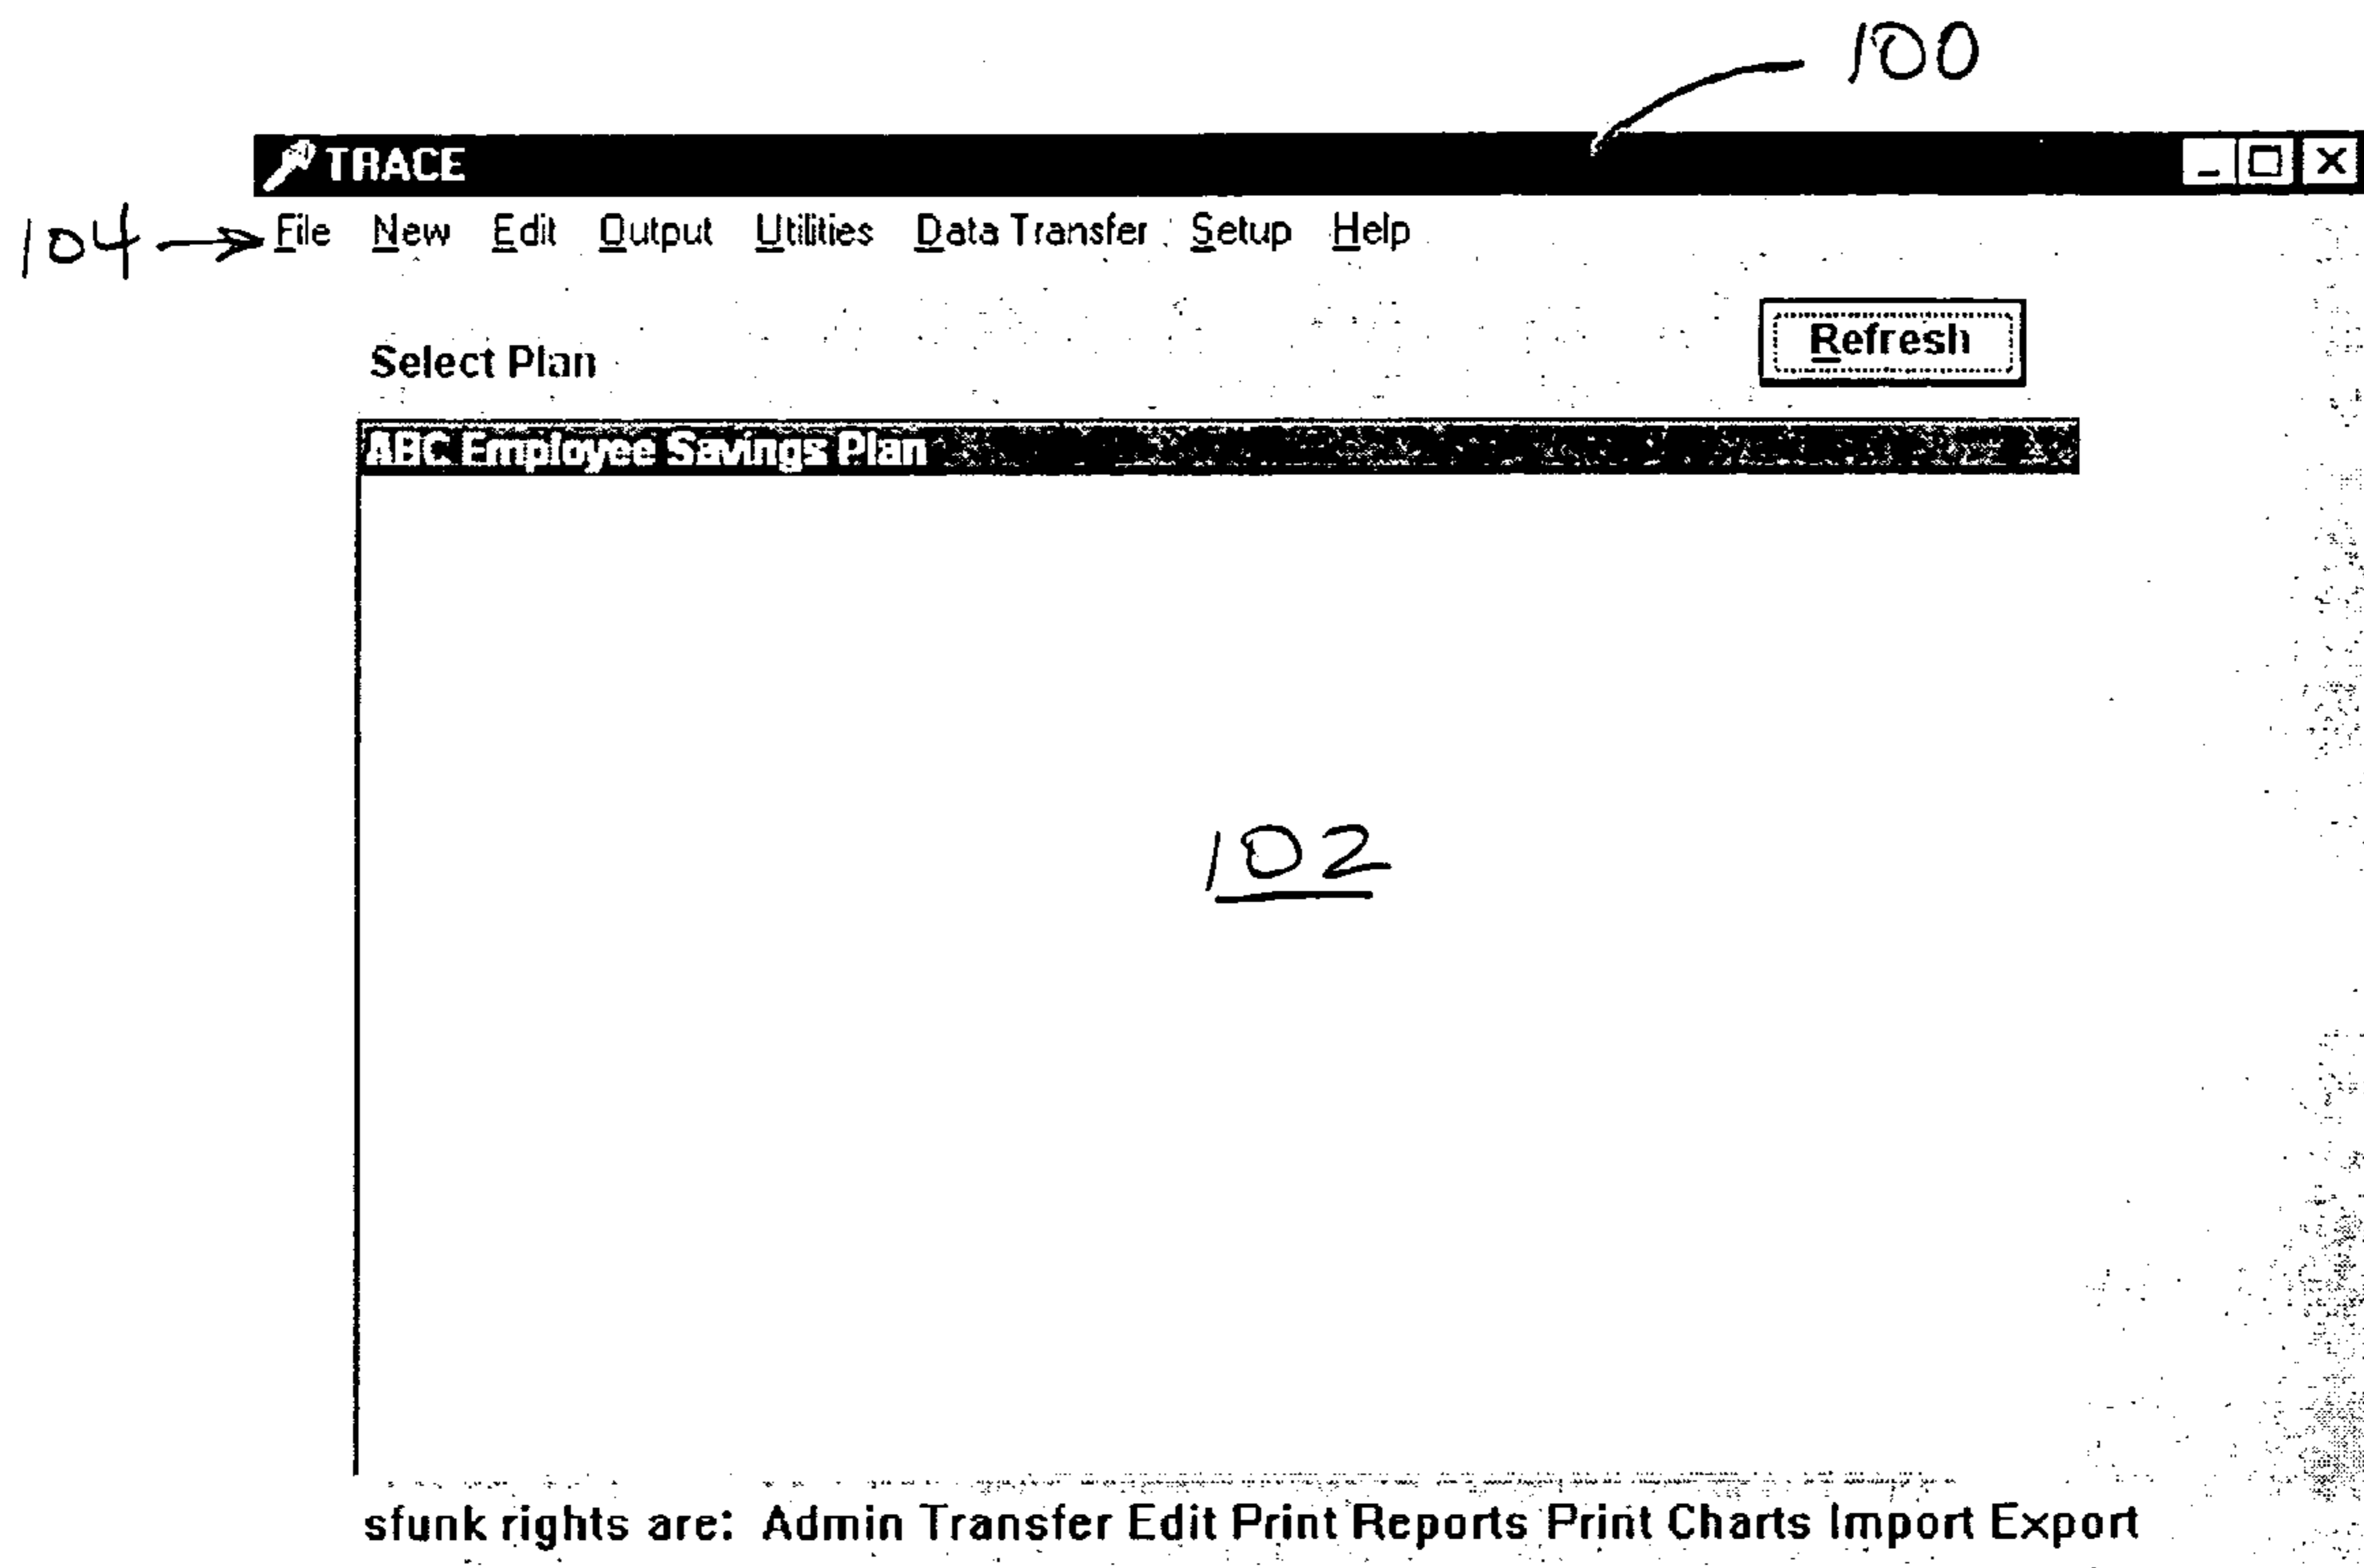 100
TRACE
104 File New Edit Output Utilities Data Transfer Setup Help
Select Plan Refresh
ABC Employee Savings Plan
102
sfunk rights are: Admin Transfer Edit Print Reports Print Charts Import Export